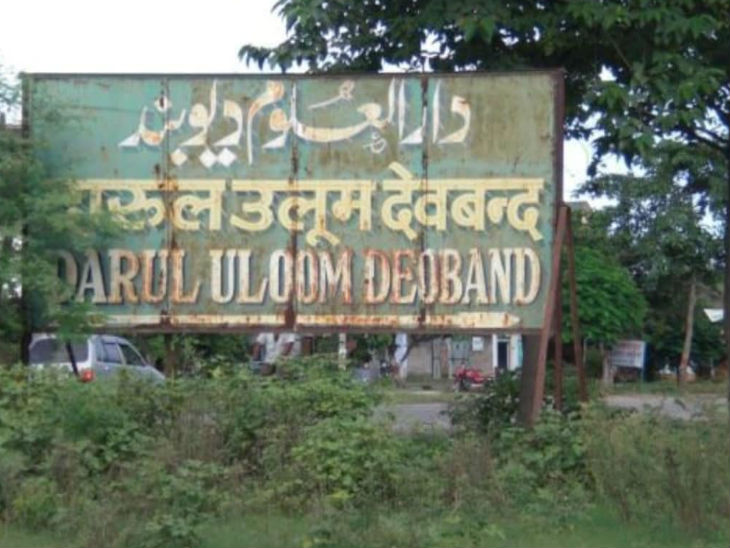 دارالعلوم دیوبند
दारुल उलूम देवबन्द
DARUL ULOOM DEOBAND